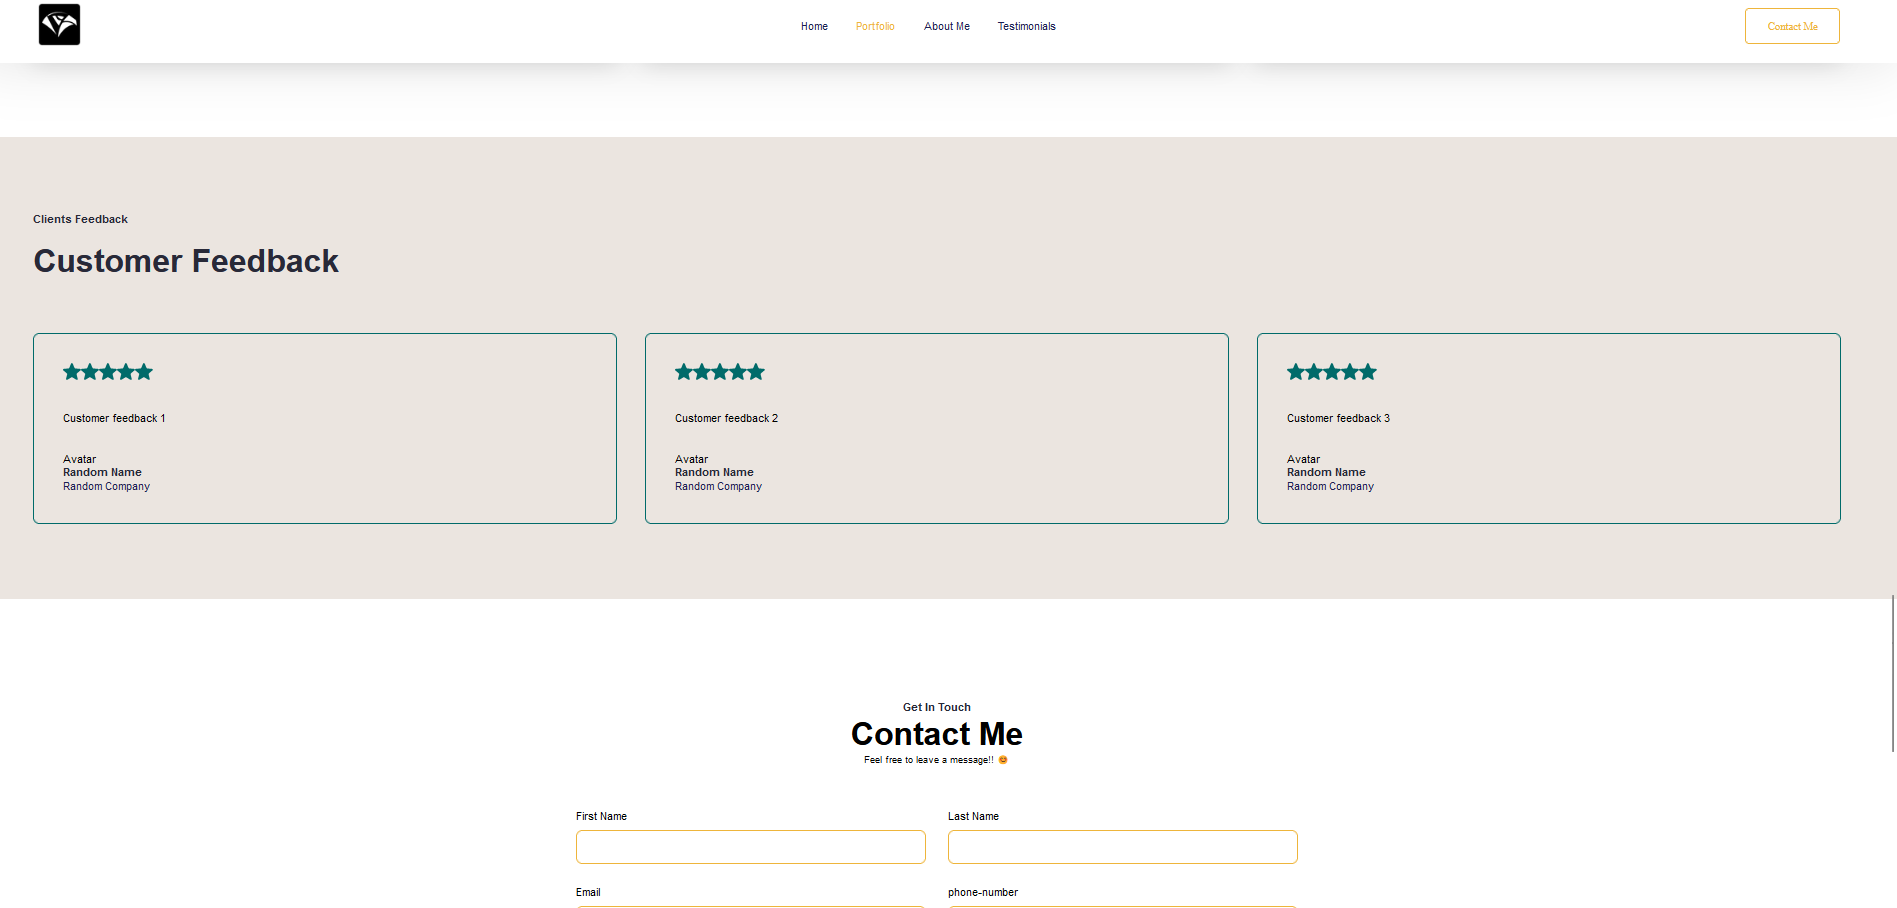 Home Portfolio About Me Testimonials Contact Me
Clients Feedback
Customer Feedback
Customer feedback 1
Avatar
Random Name
Random Company
Customer feedback 2
Avatar
Random Name
Random Company
Customer feedback 3
Avatar
Random Name
Random Company
Get In Touch
Contact Me
Feel free to leave a message!! 😊
First Name Last Name
Email phone-number